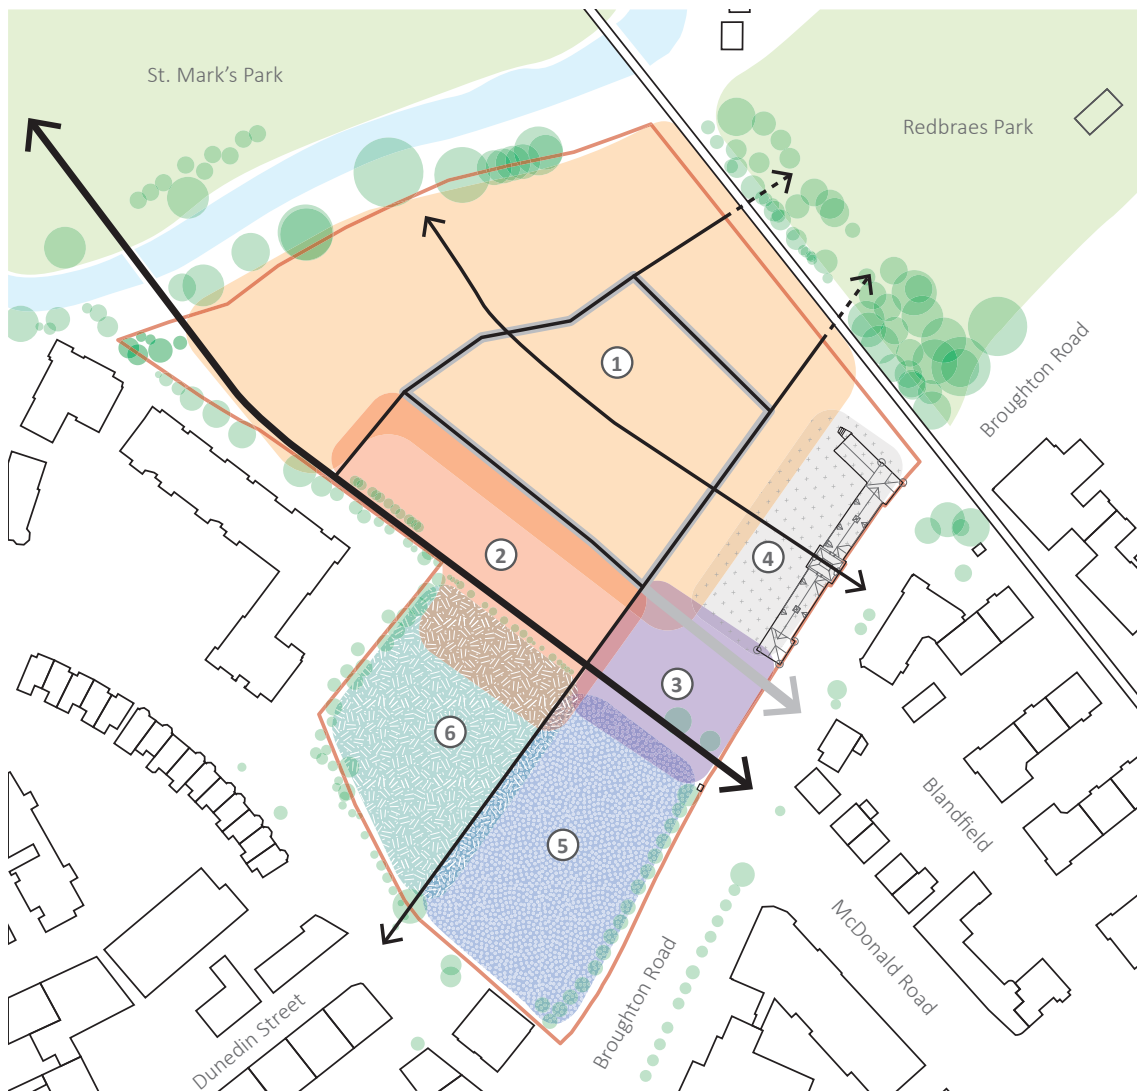 St. Mark's Park
Redbraes Park
Broughton Road
1
2
4
3
6
5
Blandfield
McDonald Road
Broughton Road
Dunedin Street